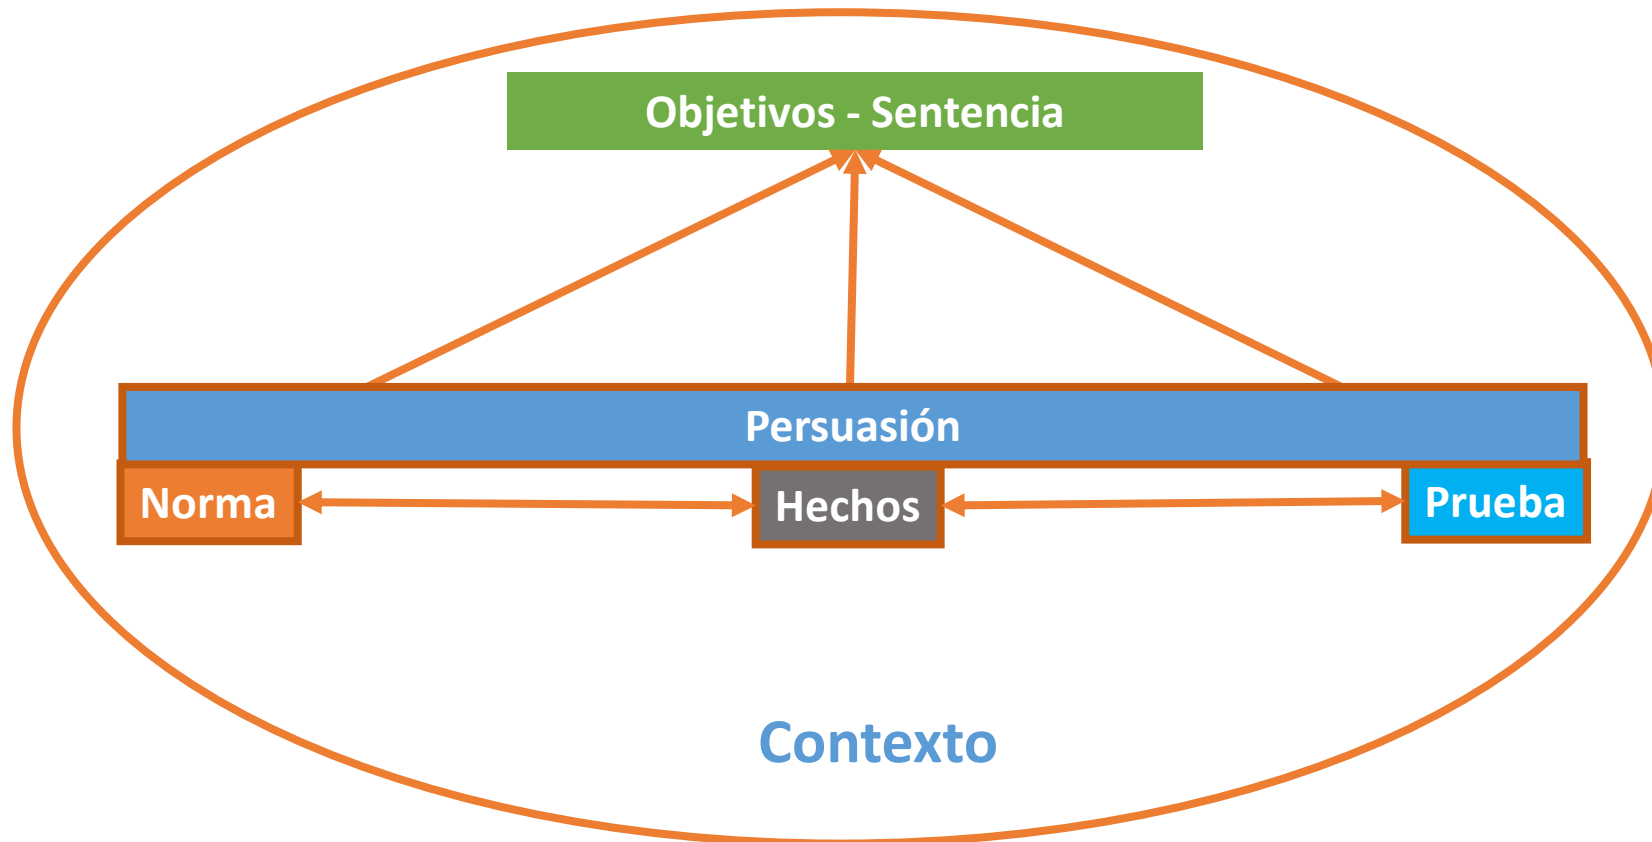 Objetivos - Sentencia
Persuasión
Norma
Hechos
Prueba
Contexto